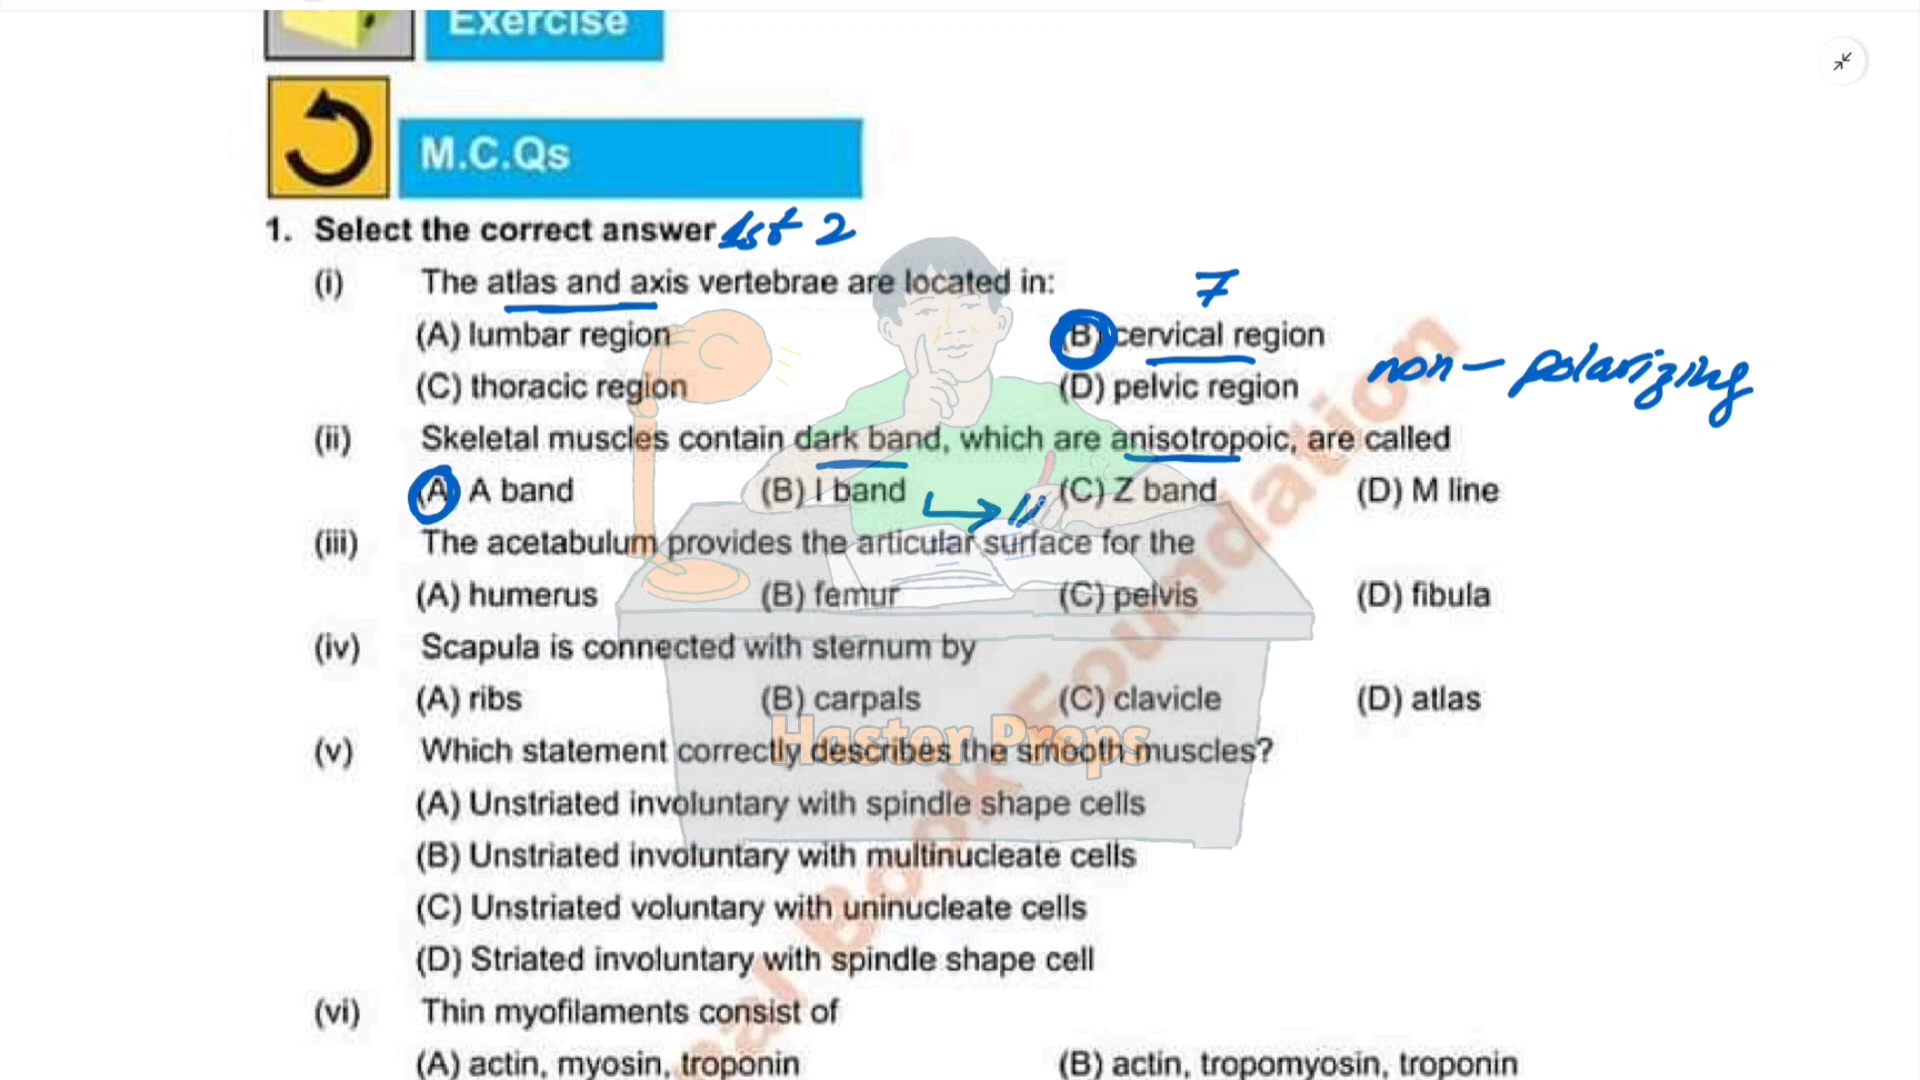 Exercise
M.C.Qs
1. Select the correct answer 1st 2
(i) The atlas and axis vertebrae are located in:
7
(A) lumbar region (B) cervical region
(C) thoracic region (D) pelvic region
non-polarizing
(ii) Skeletal muscles contain dark band, which are anisotropoic, are called
(A) A band (B) I band (C) Z band (D) M line
(iii) The acetabulum provides the articular surface for the
(A) humerus (B) femur (C) pelvis (D) fibula
(iv) Scapula is connected with sternum by
(A) ribs (B) carpals (C) clavicle (D) atlas
Hastor Props
(v) Which statement correctly describes the smooth muscles?
(A) Unstriated involuntary with spindle shape cells
(B) Unstriated involuntary with multinucleate cells
(C) Unstriated voluntary with uninucleate cells
(D) Striated involuntary with spindle shape cell
(vi) Thin myofilaments consist of
(A) actin, myosin, troponin (B) actin, tropomyosin, troponin
Book Foundation